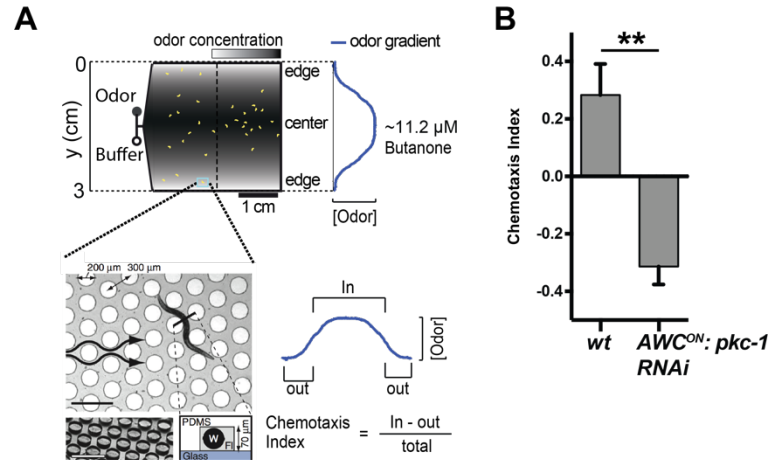 A
odor concentration
odor gradient
0
edge
Odor
center
y (cm)
Buffer
~11.2 μM
Butanone
edge
3
1 cm
[Odor]
200 μm 300 μm
In
[Odor]
out
out
PDMS
W
Fl
70 μm
Glass
Chemotaxis
Index
=
In - out
total
B
**
0.4
0.2
0.0
-0.2
-0.4
Chemotaxis Index
wt
AWCᴼᴺ: pkc-1
RNAi